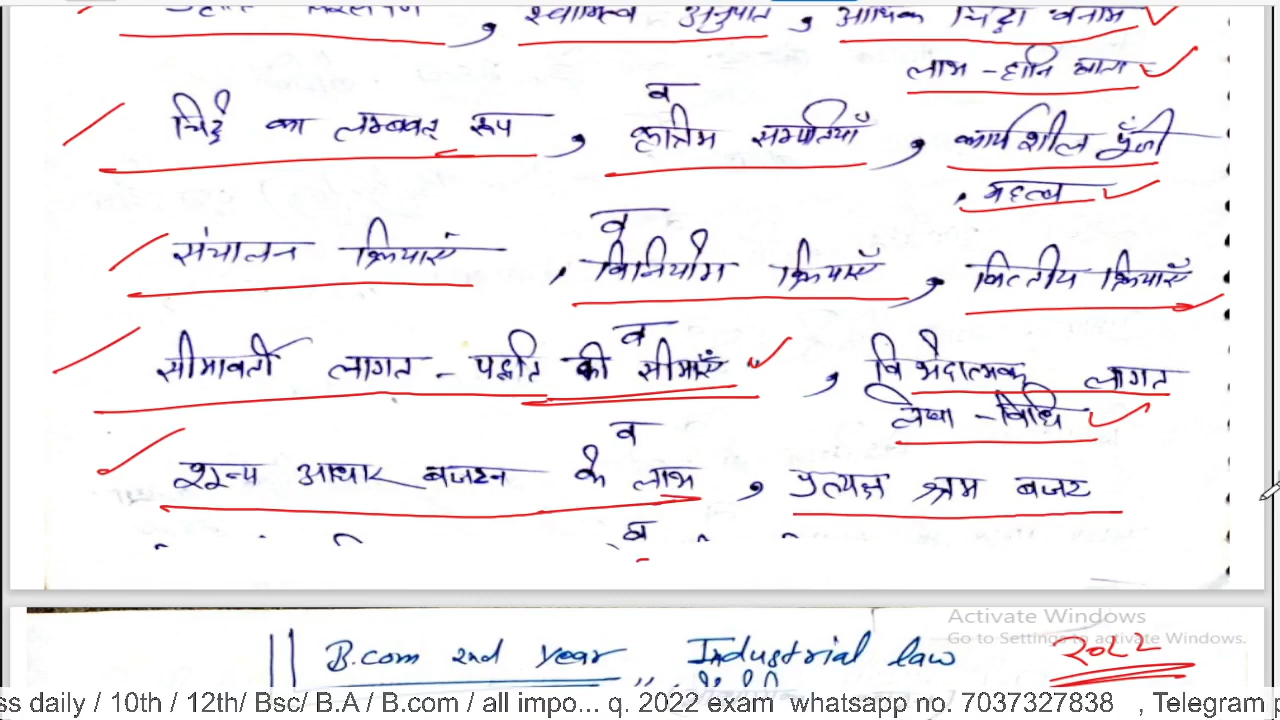 स्वामित्व अनुपात , आर्थिक चिट्ठा बनाम
लाभ - हानि खाता
व
चिट्ठे का लम्बवत् रूप , कृत्रिम सम्पत्तियाँ , कार्यशील पूँजी
, महत्व
व
संचालन क्रियाएं , विनियोग क्रियाएँ , वित्तीय क्रियाएँ
व
सीमावर्ती लागत - पद्धति की सीमाएँ , विभेदात्मक लागत
लेखा - विधि
व
शून्य आधार बजटन के लाभ , प्रत्यक्ष श्रम बजट
व
Activate Windows
Go to Settings to activate Windows.
|| B.com 2nd year Industrial law 2022
ss daily / 10th / 12th/ Bsc/ B.A / B.com / all impo... q. 2022 exam whatsapp no. 7037327838 , Telegram